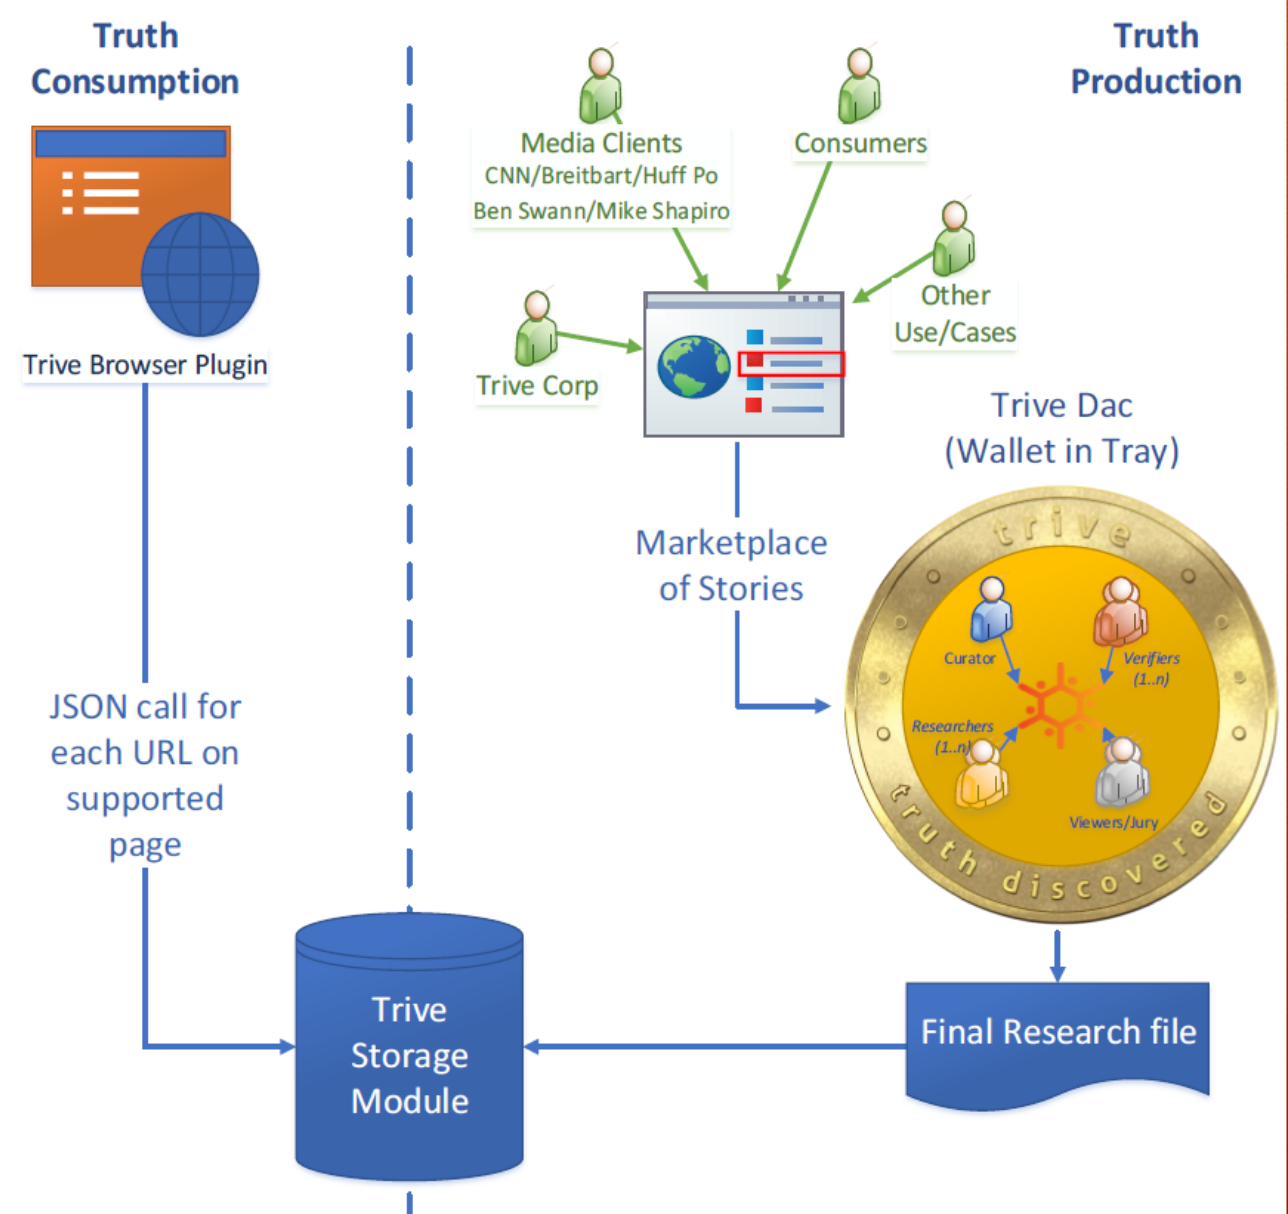 Truth
Consumption
Truth
Production
Media Clients
CNN/Breitbart/Huff Po
Ben Swann/Mike Shapiro
Consumers
Other
Use/Cases
Trive Browser Plugin
Trive Corp
Trive Dac
(Wallet in Tray)
Marketplace
of Stories
trive
Curator
Verifiers
(1..n)
Researchers
(1..n)
Viewers/Jury
truth discovered
JSON call for
each URL on
supported
page
Trive
Storage
Module
Final Research file